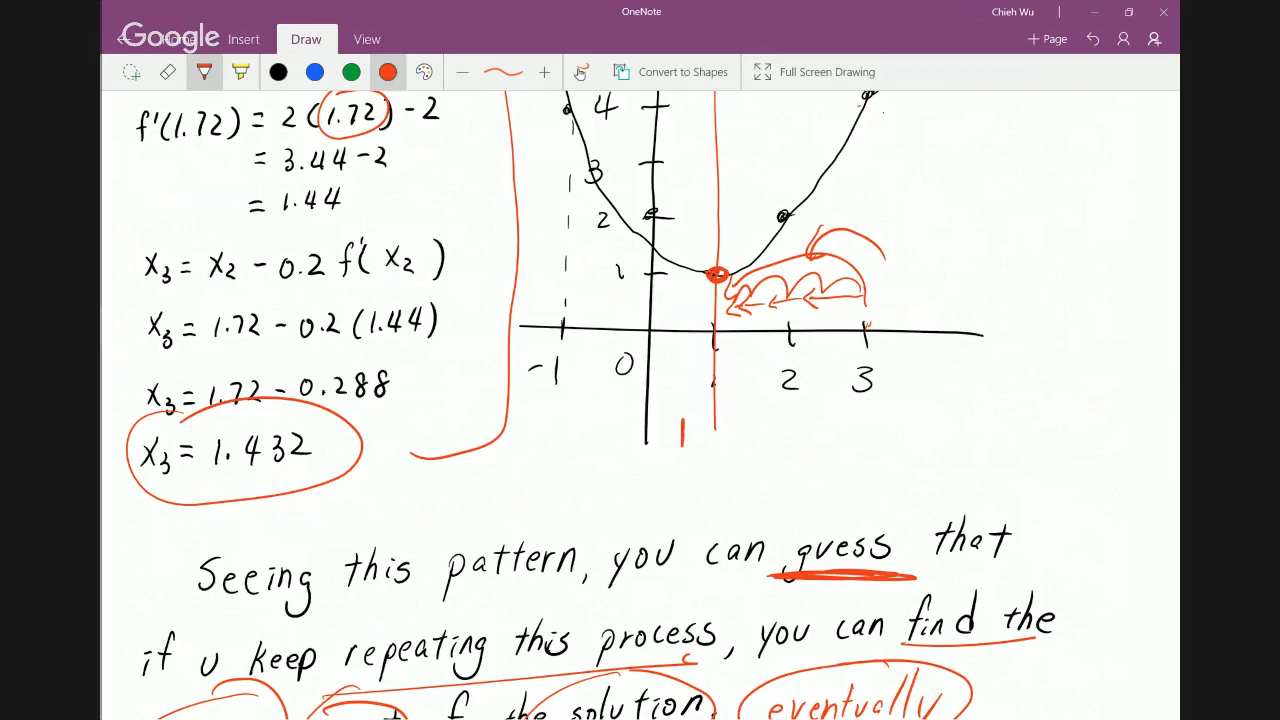 OneNote
Chieh Wu
Google
Insert
Draw
View
Page
Convert to Shapes
Full Screen Drawing
f'(1.72) = 2(1.72) - 2
= 3.44 - 2
= 1.44
x₃ = x₂ - 0.2 f'(x₂)
x₃ = 1.72 - 0.2(1.44)
x₃ = 1.72 - 0.288
x₃ = 1.432
4
3
2
1
-1 0 2 3
1
Seeing this pattern, you can guess that
if u keep repeating this process, you can find the
the solution, eventually